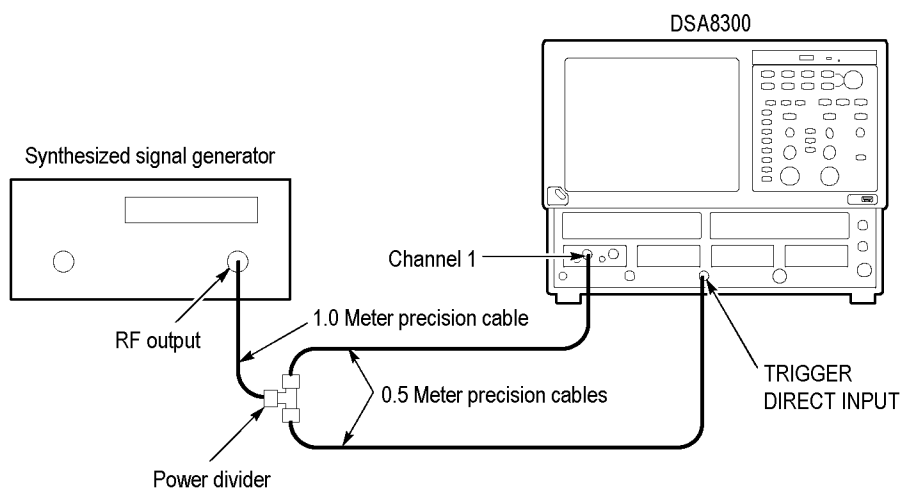 DSA8300
Synthesized signal generator
Channel 1
RF output
1.0 Meter precision cable
0.5 Meter precision cables
TRIGGER
DIRECT INPUT
Power divider